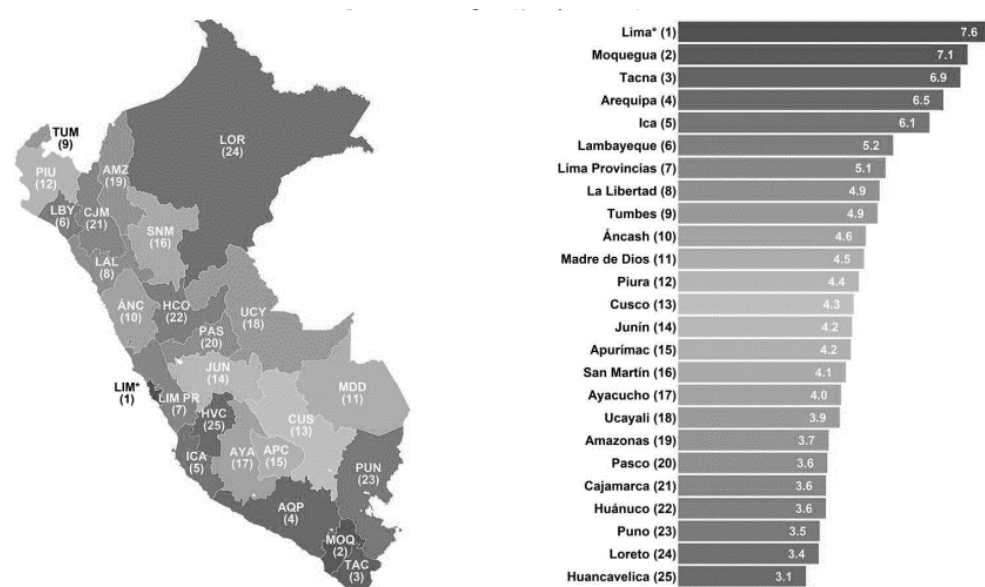 TUM
(9)
LOR
(24)
PIU
(12)
AMZ
(19)
LBY
(6)
CJM
(21)
SNM
(16)
LAL
(8)
ÁNC
(10)
HCO
(22)
UCY
(18)
PAS
(20)
JUN
(14)
LIM*
(1)
LIM PR
(7)
MDD
(11)
HVC
(25)
CUS
(13)
ICA
(5)
AYA
(17)
APC
(15)
PUN
(23)
AQP
(4)
MOQ
(2)
TAC
(3)
Lima* (1) 7.6
Moquegua (2) 7.1
Tacna (3) 6.9
Arequipa (4) 6.5
Ica (5) 6.1
Lambayeque (6) 5.2
Lima Provincias (7) 5.1
La Libertad (8) 4.9
Tumbes (9) 4.9
Áncash (10) 4.6
Madre de Dios (11) 4.5
Piura (12) 4.4
Cusco (13) 4.3
Junín (14) 4.2
Apurímac (15) 4.2
San Martín (16) 4.1
Ayacucho (17) 4.0
Ucayali (18) 3.9
Amazonas (19) 3.7
Pasco (20) 3.6
Cajamarca (21) 3.6
Huánuco (22) 3.6
Puno (23) 3.5
Loreto (24) 3.4
Huancavelica (25) 3.1